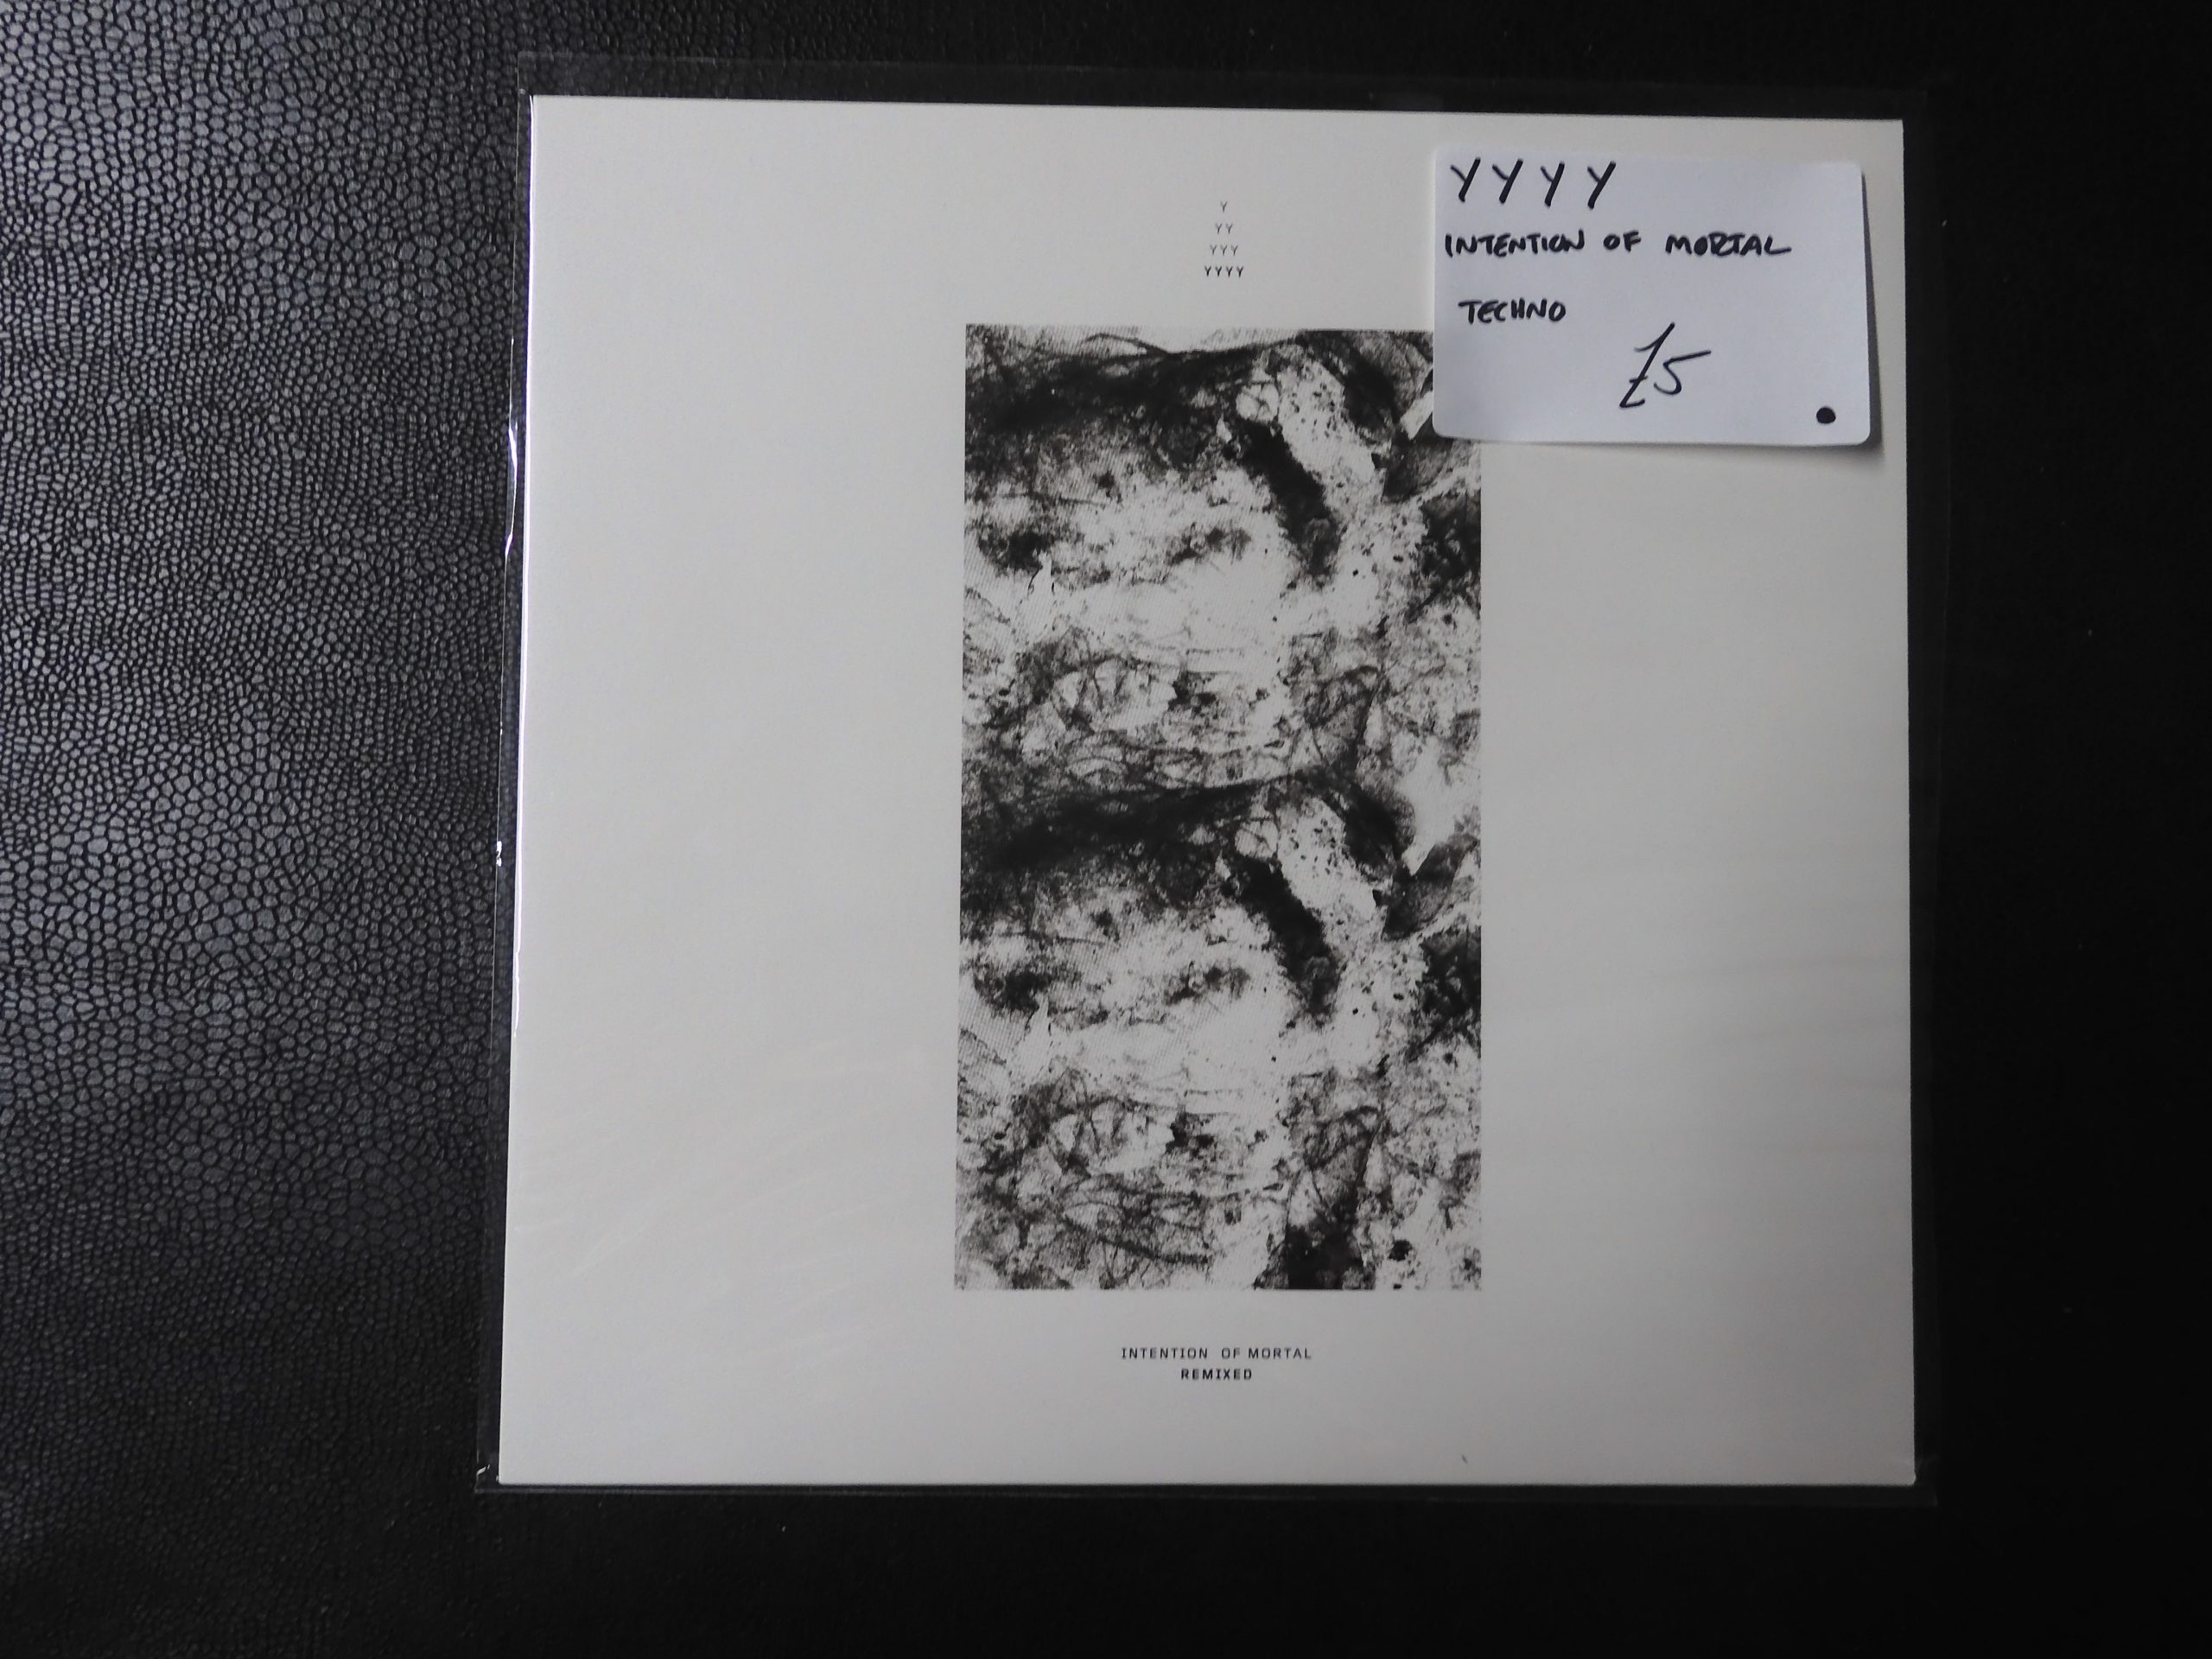 Y
YY
YYY
YYYY
YYYY
INTENTION OF MORTAL
TECHNO
£5
INTENTION OF MORTAL
REMIXED